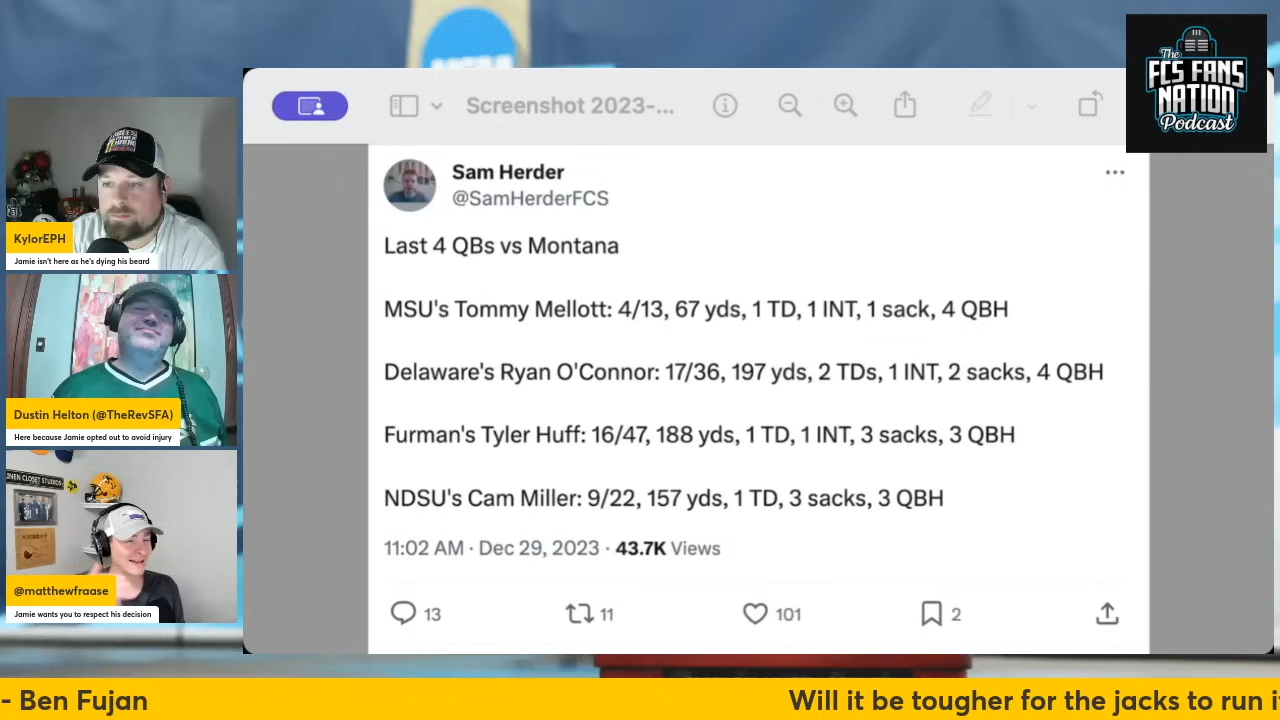 The
FCS FANS
NATION
Podcast
Screenshot 2023-...
Sam Herder
@SamHerderFCS
Last 4 QBs vs Montana
MSU's Tommy Mellott: 4/13, 67 yds, 1 TD, 1 INT, 1 sack, 4 QBH
Delaware's Ryan O'Connor: 17/36, 197 yds, 2 TDs, 1 INT, 2 sacks, 4 QBH
Furman's Tyler Huff: 16/47, 188 yds, 1 TD, 1 INT, 3 sacks, 3 QBH
NDSU's Cam Miller: 9/22, 157 yds, 1 TD, 3 sacks, 3 QBH
11:02 AM · Dec 29, 2023 · 43.7K Views
13 11 101 2
KylorEPH
Jamie isn't here as he's dying his beard
Dustin Helton (@TheRevSFA)
Here because Jamie opted out to avoid injury
LINEN CLOSET STUDIOS
@matthewfraase
Jamie wants you to respect his decision
- Ben Fujan
Will it be tougher for the jacks to run i